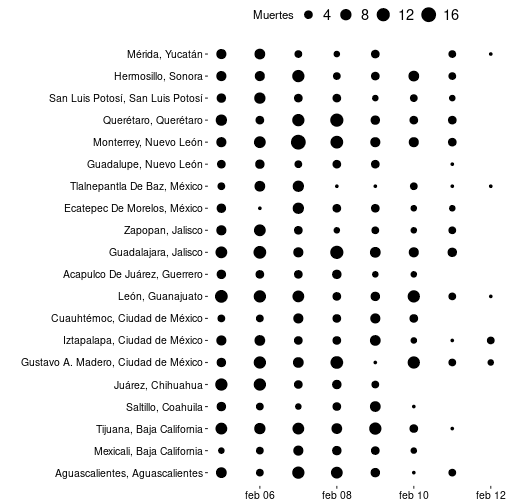 Muertes 4 8 12 16
Mérida, Yucatán
Hermosillo, Sonora
San Luis Potosí, San Luis Potosí
Querétaro, Querétaro
Monterrey, Nuevo León
Guadalupe, Nuevo León
Tlalnepantla De Baz, México
Ecatepec De Morelos, México
Zapopan, Jalisco
Guadalajara, Jalisco
Acapulco De Juárez, Guerrero
León, Guanajuato
Cuauhtémoc, Ciudad de México
Iztapalapa, Ciudad de México
Gustavo A. Madero, Ciudad de México
Juárez, Chihuahua
Saltillo, Coahuila
Tijuana, Baja California
Mexicali, Baja California
Aguascalientes, Aguascalientes
feb 06 feb 08 feb 10 feb 12